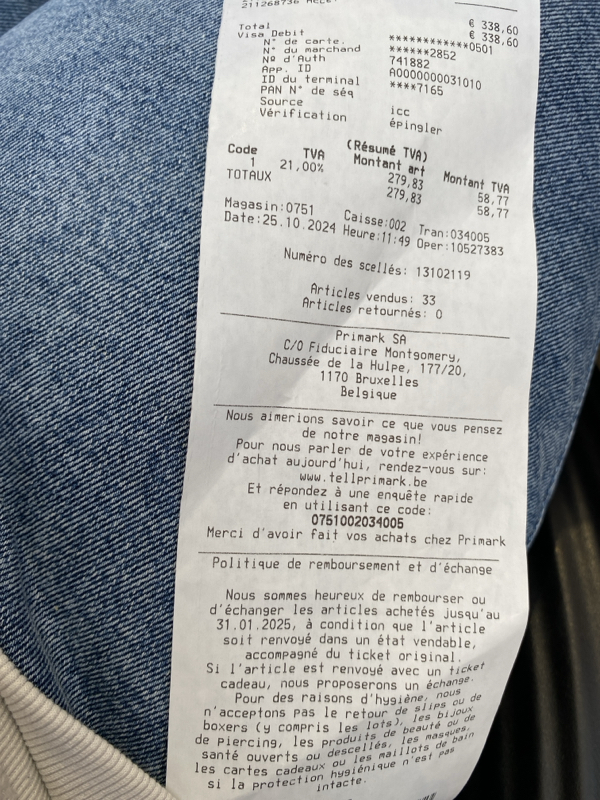 211268736
Total € 338,60
Visa Debit € 338,60
N° de carte. ************0501
N° du marchand ******2852
Nº d'Auth 741882
App. ID A0000000031010
ID du terminal ****7165
PAN N° de séq
Source icc
Vérification épingler
(Résumé TVA)
Code TVA Montant art Montant TVA
1 21,00% 279,83 58,77
TOTAUX 279,83 58,77
Magasin:0751 Caisse:002 Tran:034005
Date:25.10.2024 Heure:11:49 Oper:10527383
Numéro des scellés: 13102119
Articles vendus: 33
Articles retournés: 0
Primark SA
C/O Fiduciaire Montgomery,
Chaussée de la Hulpe, 177/20,
1170 Bruxelles
Belgique
Nous aimerions savoir ce que vous pensez
de notre magasin!
Pour nous parler de votre expérience
d'achat aujourd'hui, rendez-vous sur:
www.tellprimark.be
Et répondez à une enquête rapide
en utilisant ce code:
0751002034005
Merci d'avoir fait vos achats chez Primark
Politique de remboursement et d'échange
Nous sommes heureux de rembourser ou
d'échanger les articles achetés jusqu'au
31.01.2025, à condition que l'article
soit renvoyé dans un état vendable,
accompagné du ticket original.
Si l'article est renvoyé avec un ticket
cadeau, nous proposerons un échange.
Pour des raisons d'hygiène, nous
n'acceptons pas le retour de slips ou de
boxers (y compris les lots), les bijoux
de piercing, les produits de beauté ou de
santé ouverts ou descellés, les masques,
les cartes cadeaux ou les maillots de bain
si la protection hygiénique n'est pas
intacte.